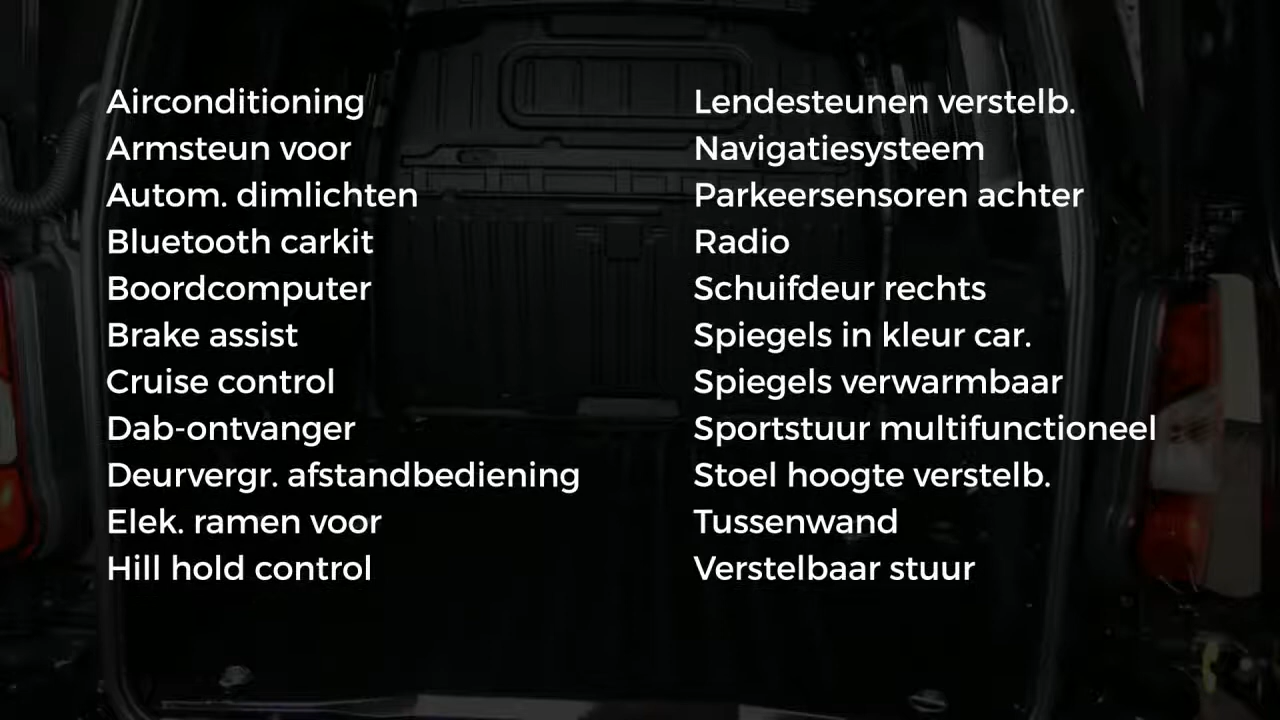 Airconditioning
Armsteun voor
Autom. dimlichten
Bluetooth carkit
Boordcomputer
Brake assist
Cruise control
Dab-ontvanger
Deurvergr. afstandbediening
Elek. ramen voor
Hill hold control
Lendesteunen verstelb.
Navigatiesysteem
Parkeersensoren achter
Radio
Schuifdeur rechts
Spiegels in kleur car.
Spiegels verwarmbaar
Sportstuur multifunctioneel
Stoel hoogte verstelb.
Tussenwand
Verstelbaar stuur